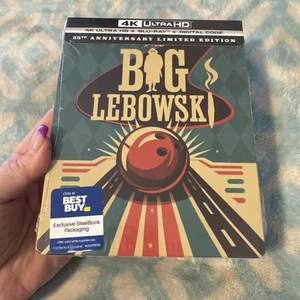 4K ULTRA HD
4K ULTRA HD + BLU-RAY + DIGITAL CODE
25TH ANNIVERSARY LIMITED EDITION
BIG
LEBOWSKI
Only at
BEST
BUY
Exclusive SteelBook
Packaging